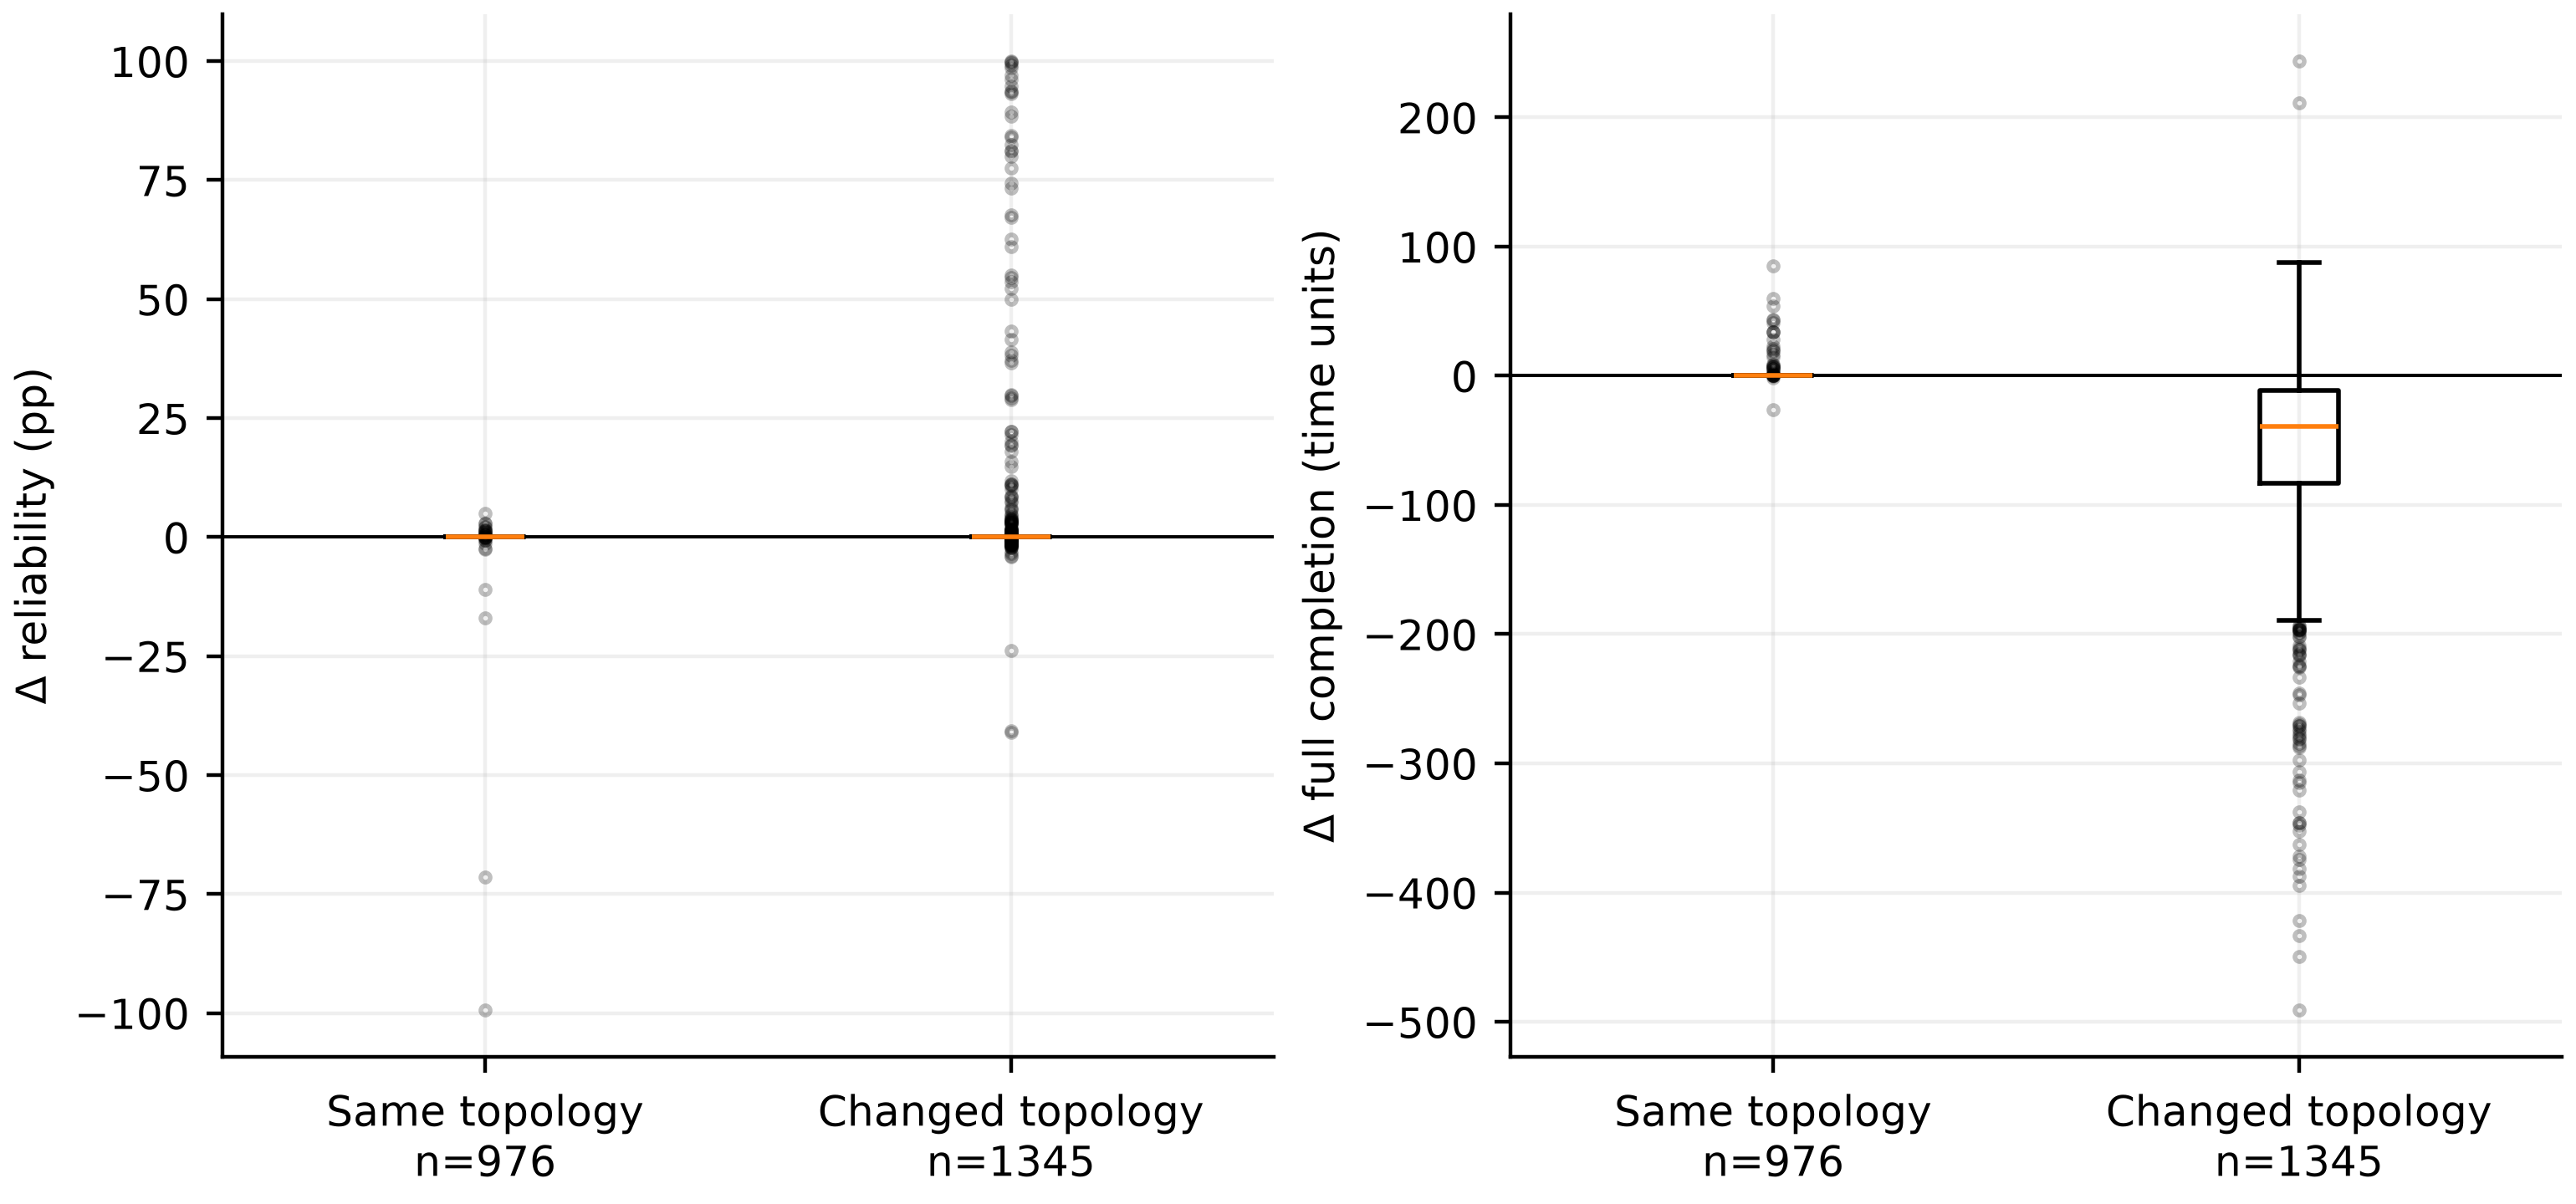 Δ reliability (pp)
100
75
50
25
0
−25
−50
−75
−100
Same topology
n=976
Changed topology
n=1345
Δ full completion (time units)
200
100
0
−100
−200
−300
−400
−500
Same topology
n=976
Changed topology
n=1345